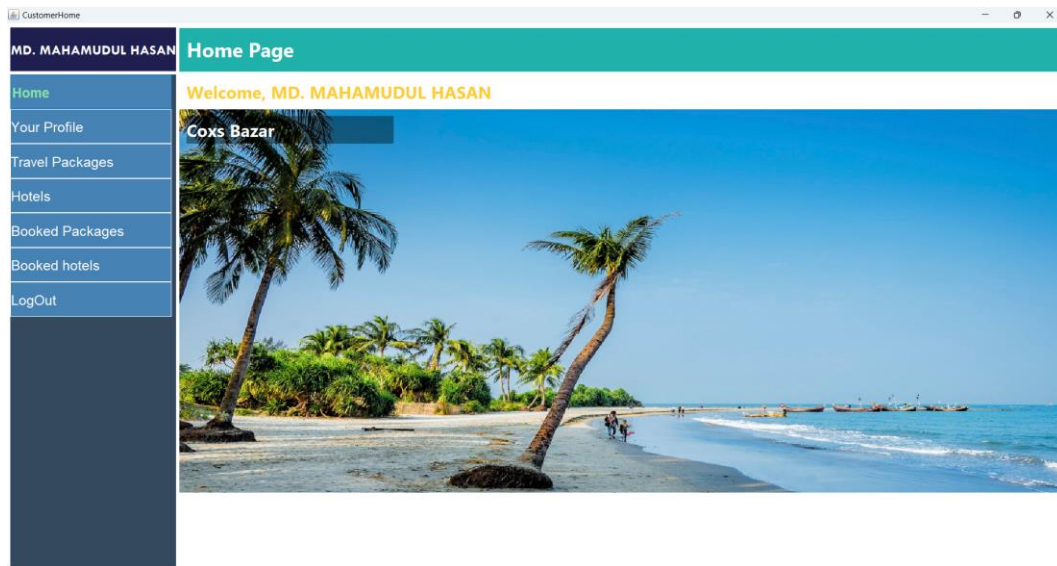 CustomerHome
MD. MAHAMUDUL HASAN
Home Page
Home
Your Profile
Travel Packages
Hotels
Booked Packages
Booked hotels
LogOut
Welcome, MD. MAHAMUDUL HASAN
Coxs Bazar